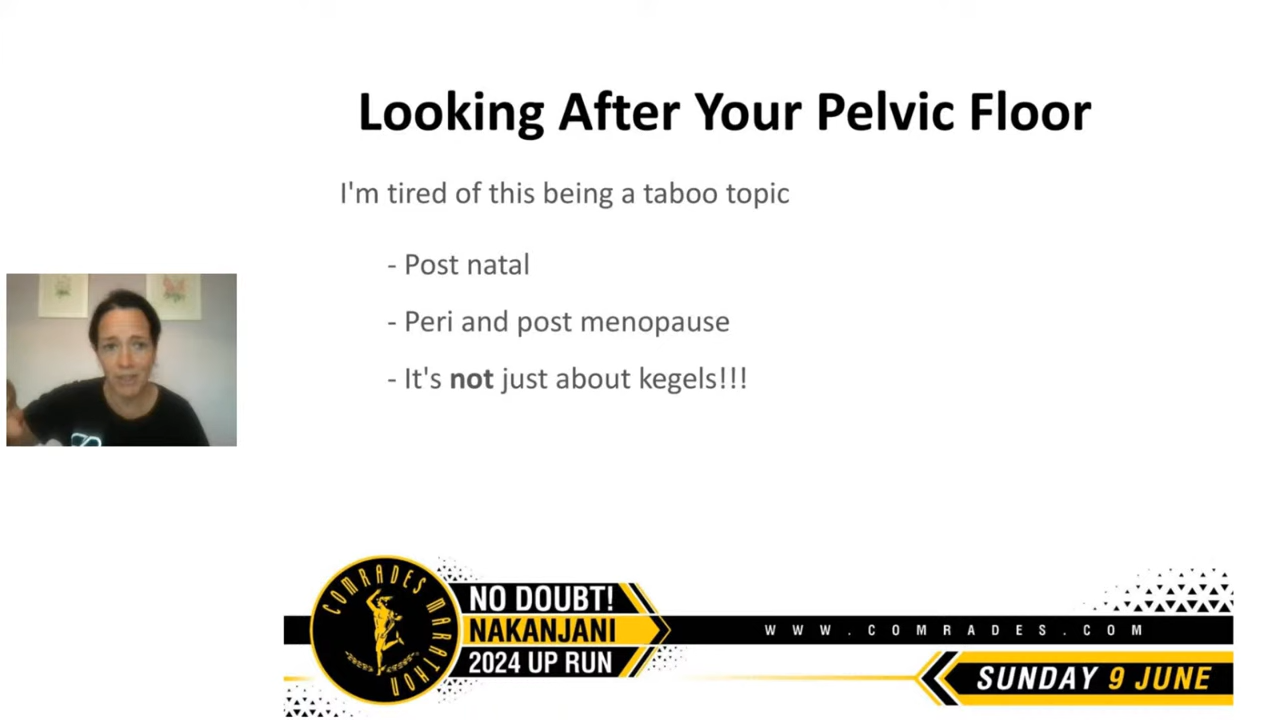 Looking After Your Pelvic Floor
I'm tired of this being a taboo topic
- Post natal
- Peri and post menopause
- It's not just about kegels!!!
COMRADES MARATHON
NO DOUBT!
NAKANJANI
2024 UP RUN
WWW.COMRADES.COM
SUNDAY 9 JUNE